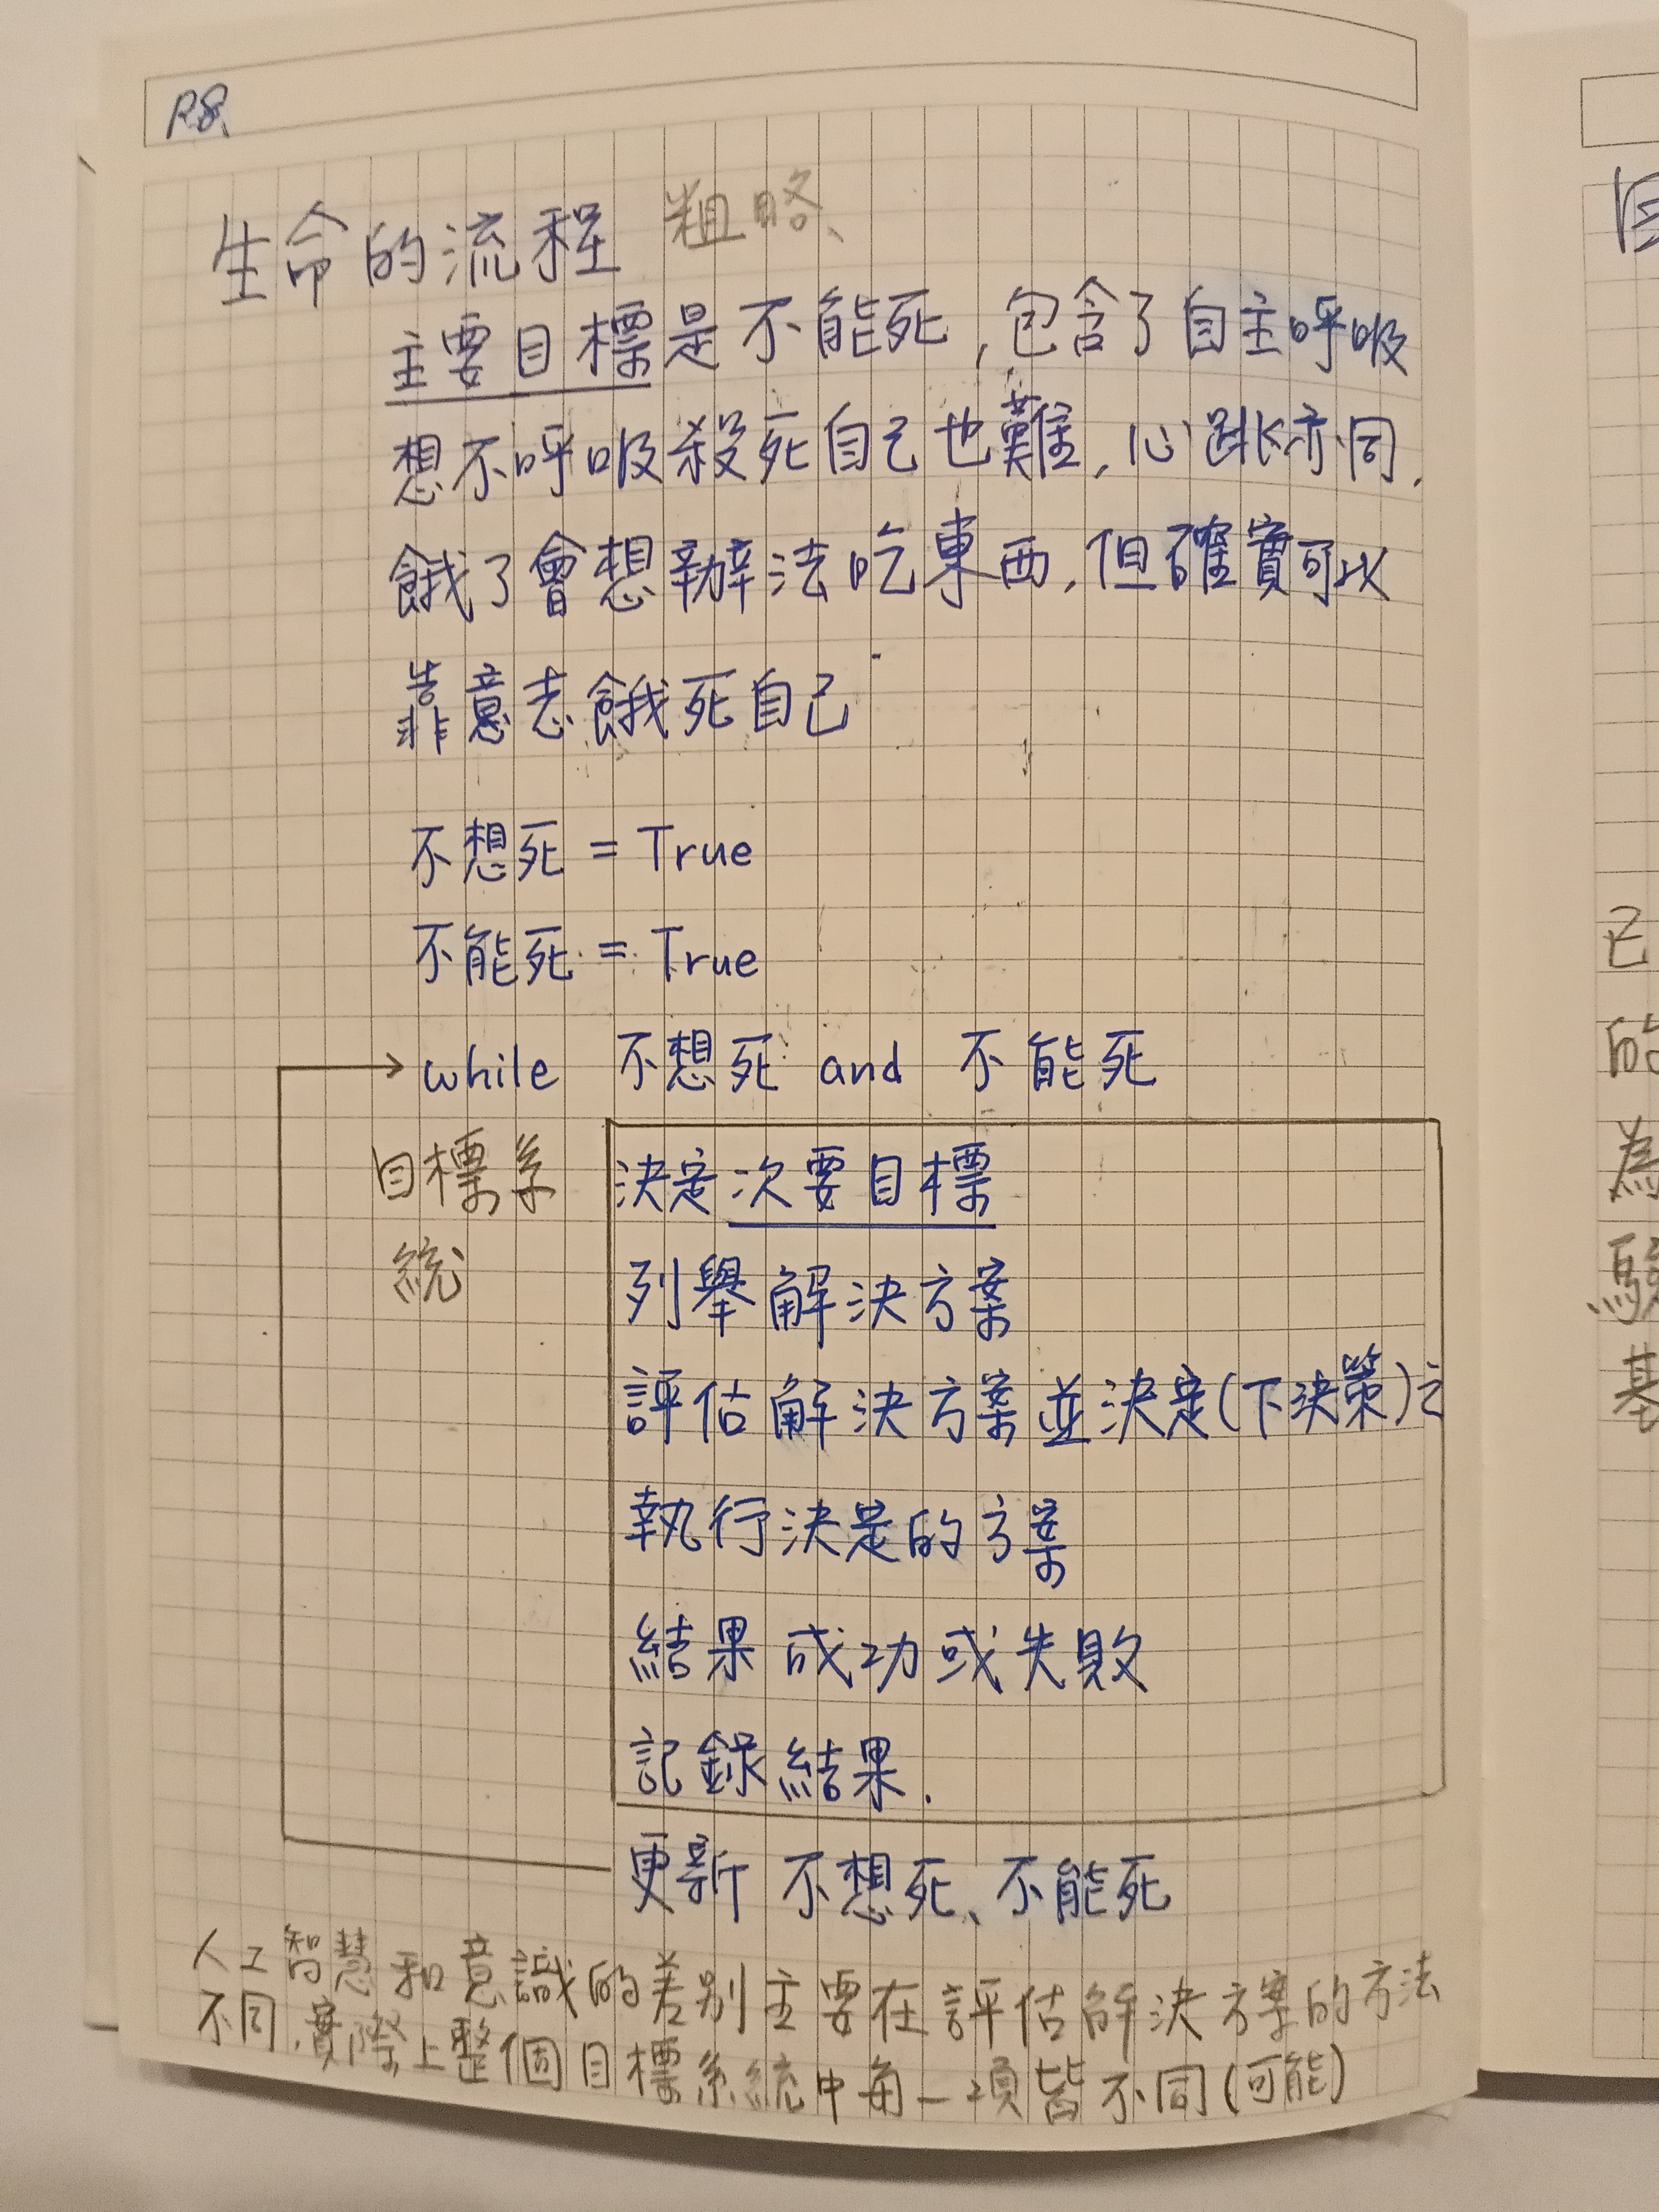 P.8.
生命的流程 粗略、
主要目標是不能死，包含了自主呼吸
想不呼吸殺死自己也難，心跳亦同，
餓了會想辦法吃東西，但確實可以
靠意志餓死自己
不想死 = True
不能死 = True
while 不想死 and 不能死
目標系
統
決定次要目標
列舉解決方案
評估解決方案並決定(下決策)之
執行決定的方案
結果 成功或失敗
記錄結果.
更新 不想死、不能死
人工智慧和意識的差別主要在評估解決方案的方法
不同，實際上整個目標系統中每一項皆不同(可能)
已
的
為
驗
基